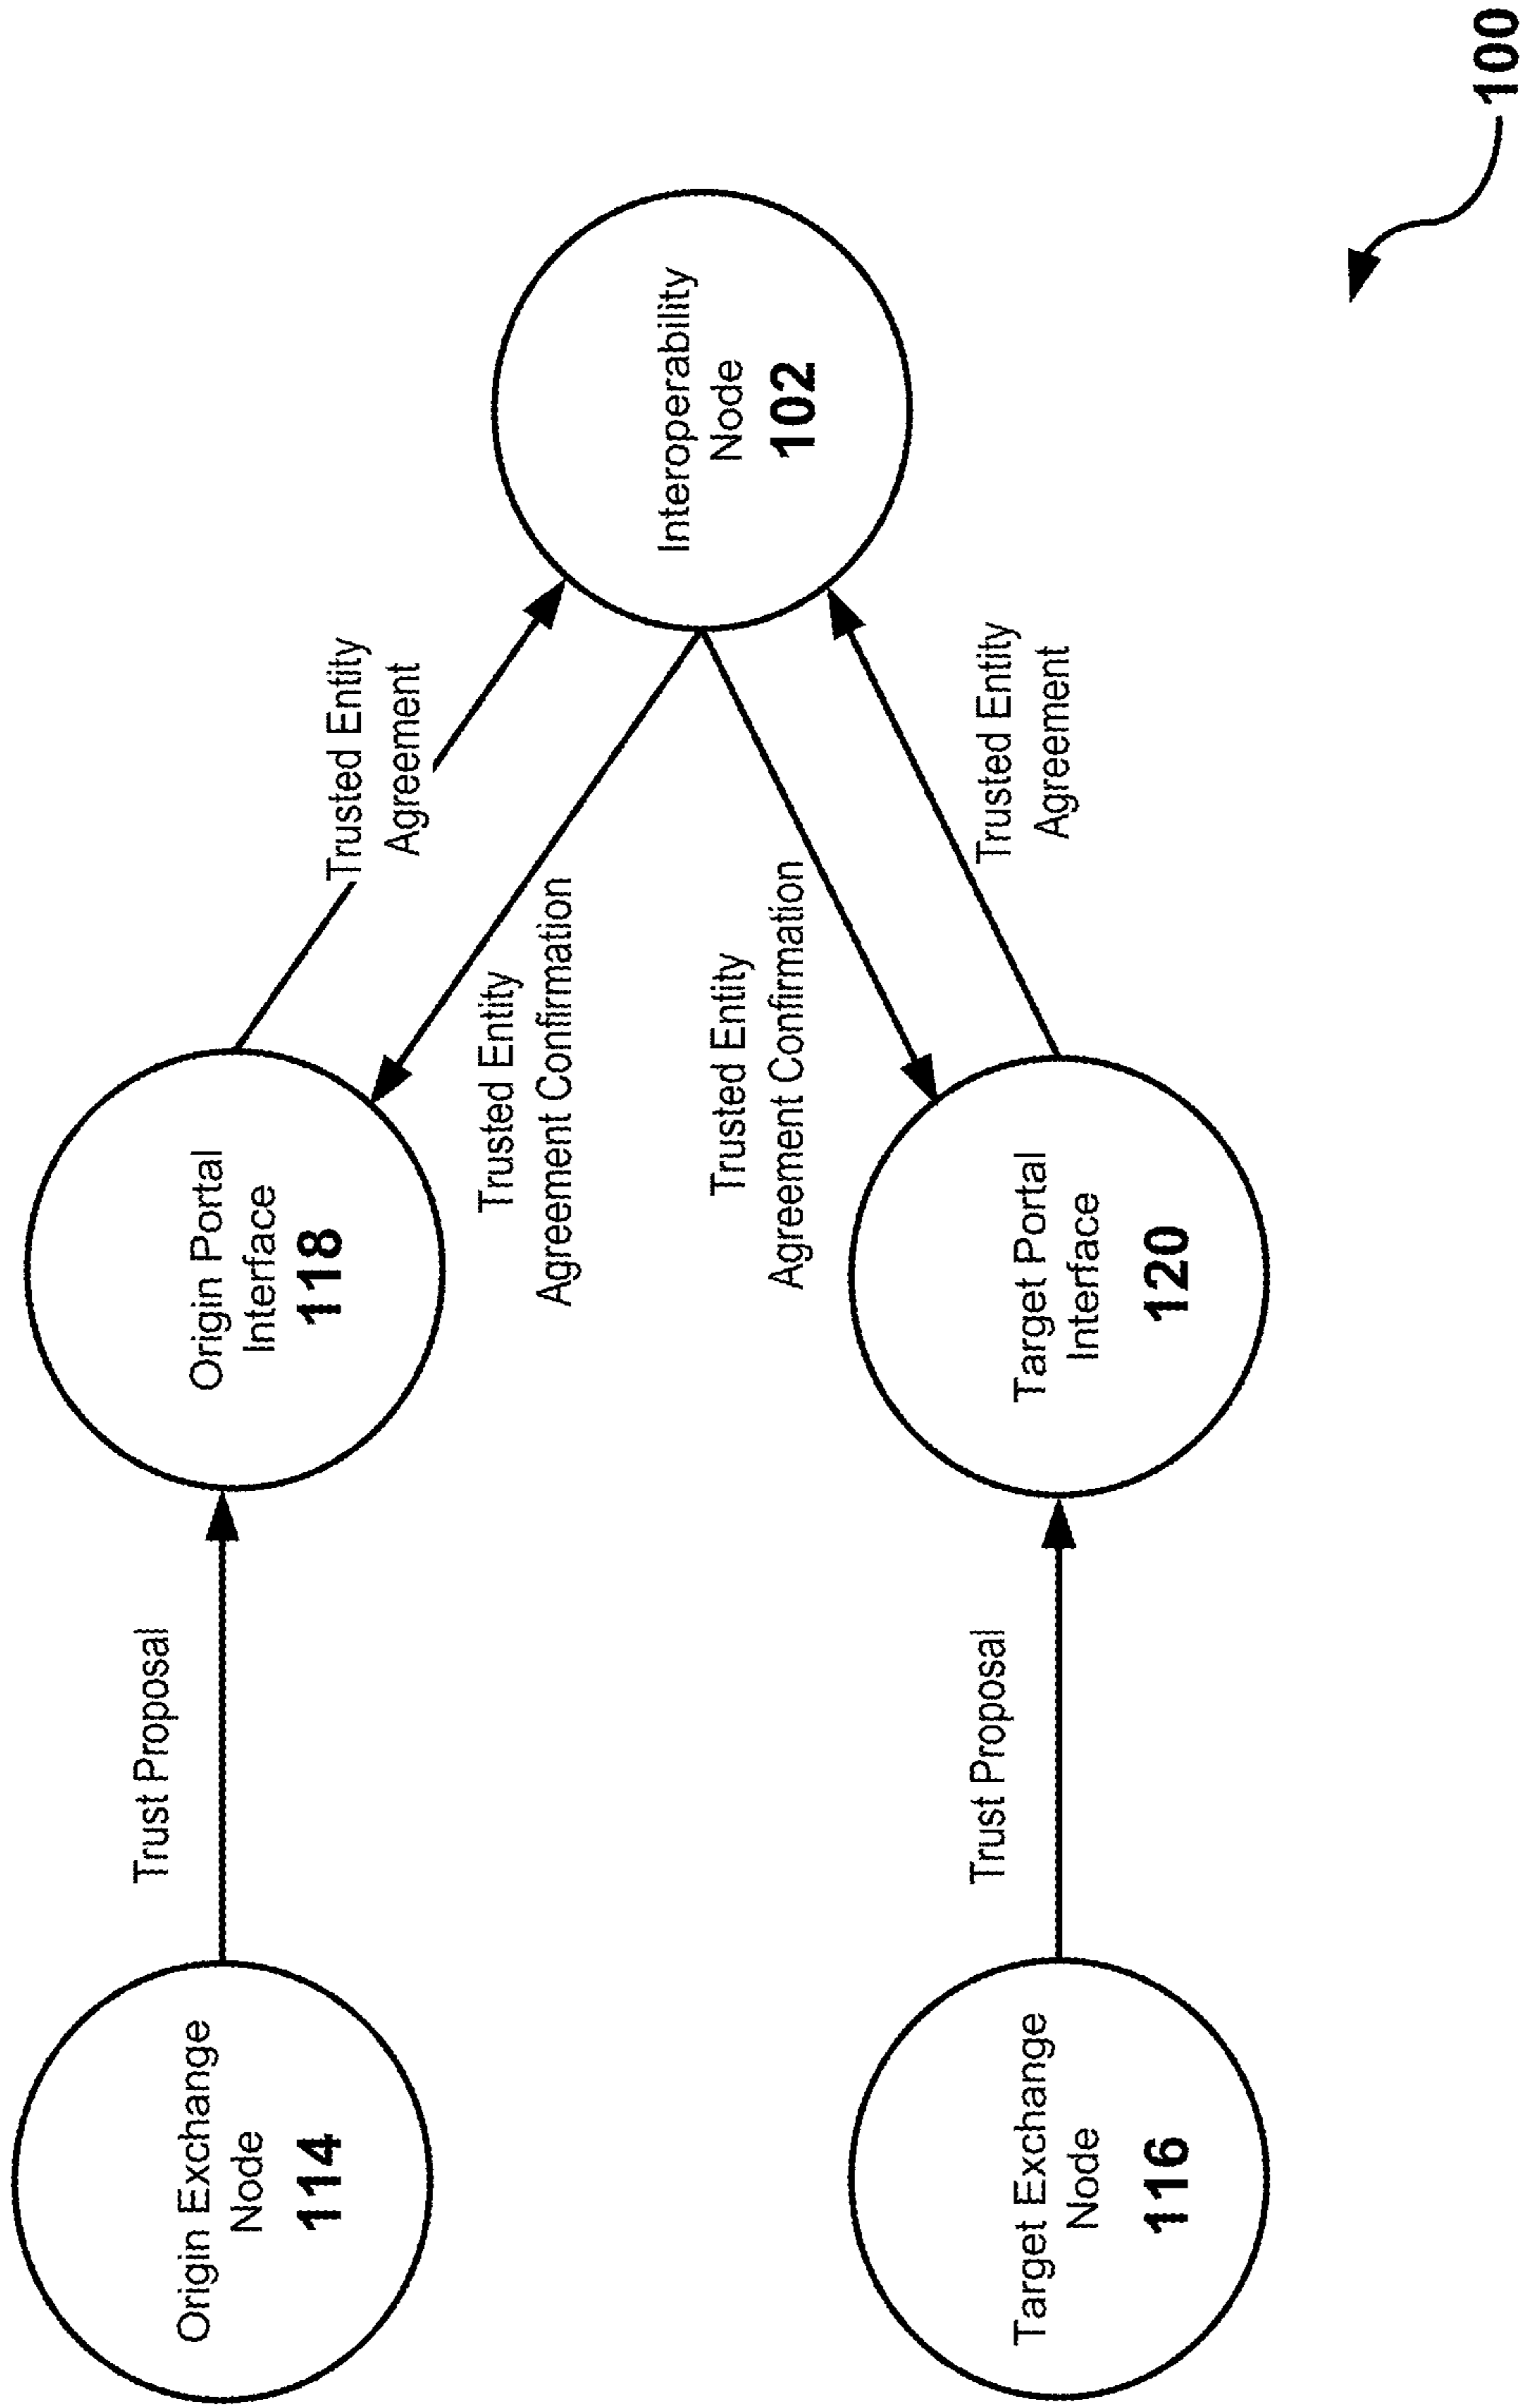 Origin Exchange
Node
114
Trust Proposal
Origin Portal
Interface
118
Trusted Entity
Agreement
Trusted Entity
Agreement Confirmation
Interoperability
Node
102
Trusted Entity
Agreement Confirmation
Trusted Entity
Agreement
Target Exchange
Node
116
Trust Proposal
Target Portal
Interface
120
100